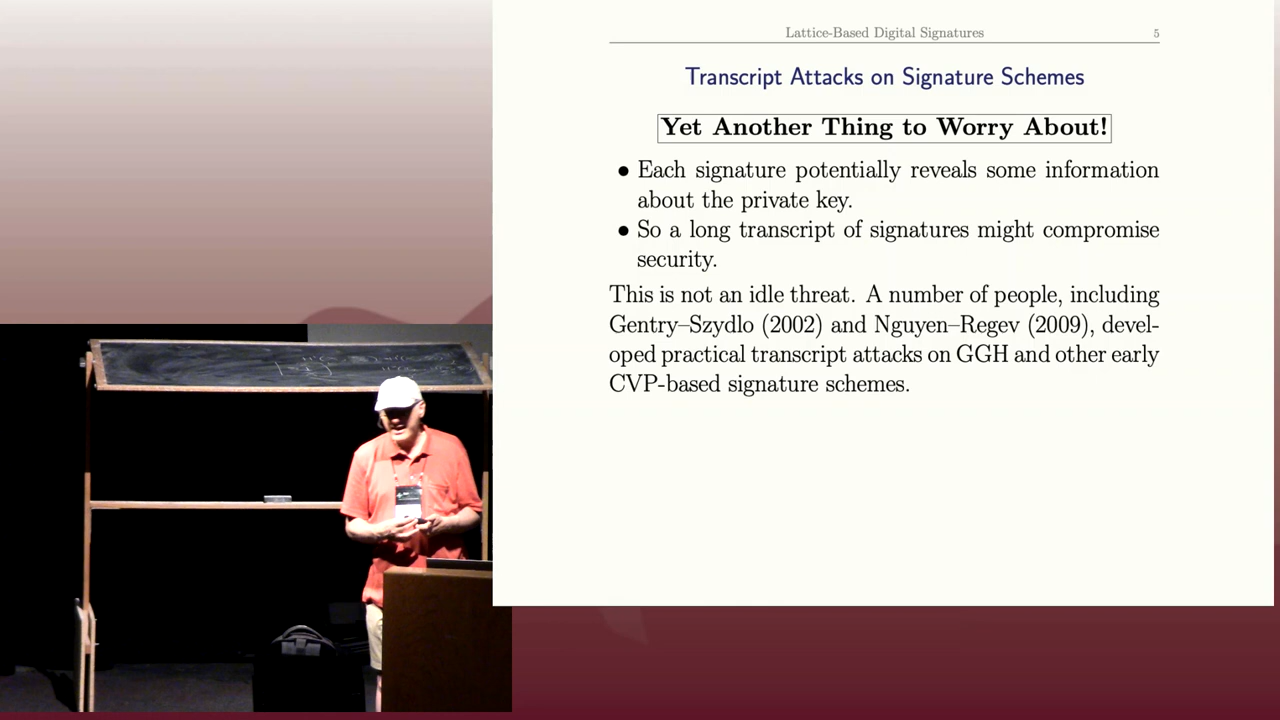 Lattice-Based Digital Signatures 5
Transcript Attacks on Signature Schemes
Yet Another Thing to Worry About!
• Each signature potentially reveals some information
about the private key.
• So a long transcript of signatures might compromise
security.
This is not an idle threat. A number of people, including
Gentry–Szydlo (2002) and Nguyen–Regev (2009), devel-
oped practical transcript attacks on GGH and other early
CVP-based signature schemes.